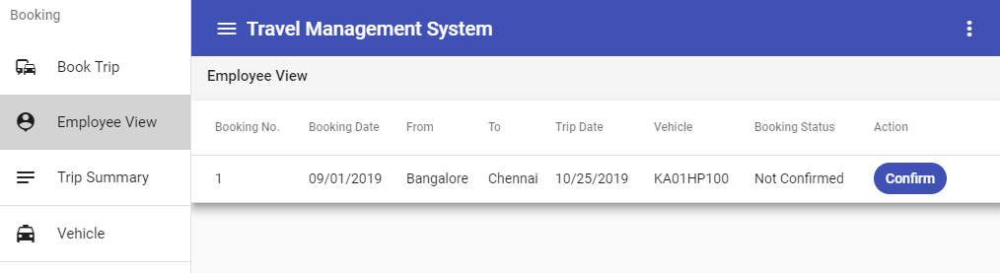 Booking
Book Trip
Employee View
Trip Summary
Vehicle
Travel Management System
Employee View
Booking No. Booking Date From To Trip Date Vehicle Booking Status Action
1 09/01/2019 Bangalore Chennai 10/25/2019 KA01HP100 Not Confirmed Confirm